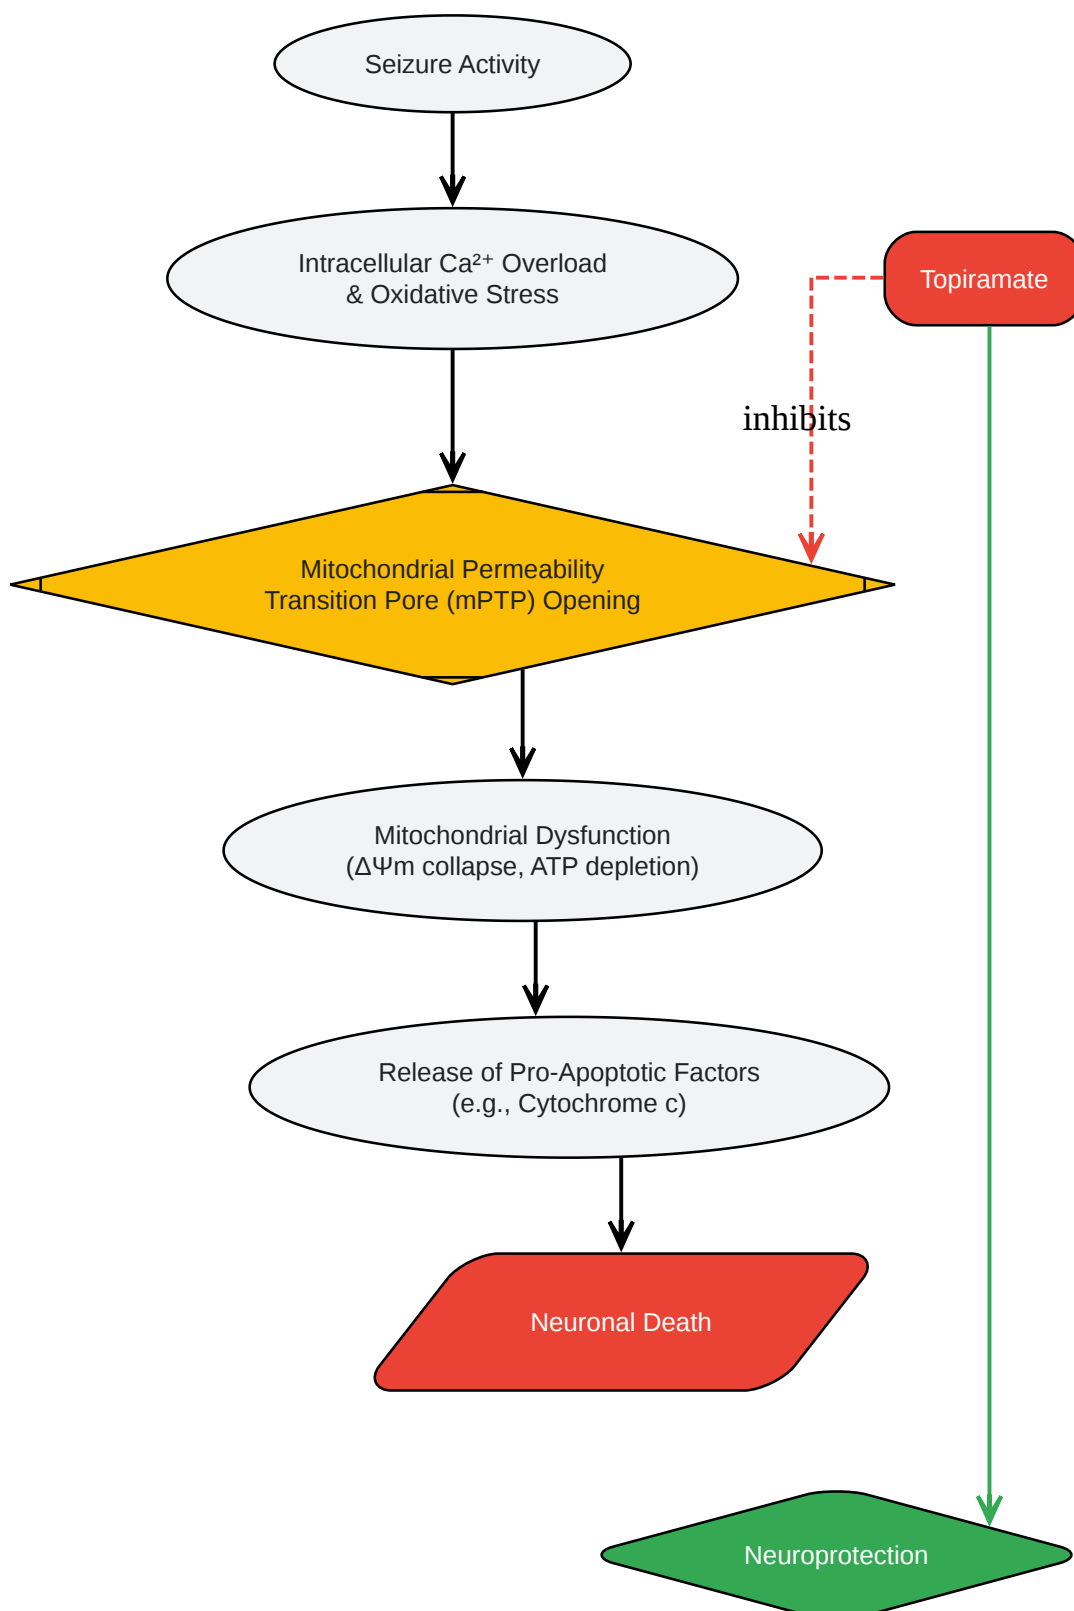 Seizure Activity
Intracellular Ca²⁺ Overload
& Oxidative Stress
Topiramate
inhibits
Mitochondrial Permeability
Transition Pore (mPTP) Opening
Mitochondrial Dysfunction
(ΔΨm collapse, ATP depletion)
Release of Pro-Apoptotic Factors
(e.g., Cytochrome c)
Neuronal Death
Neuroprotection